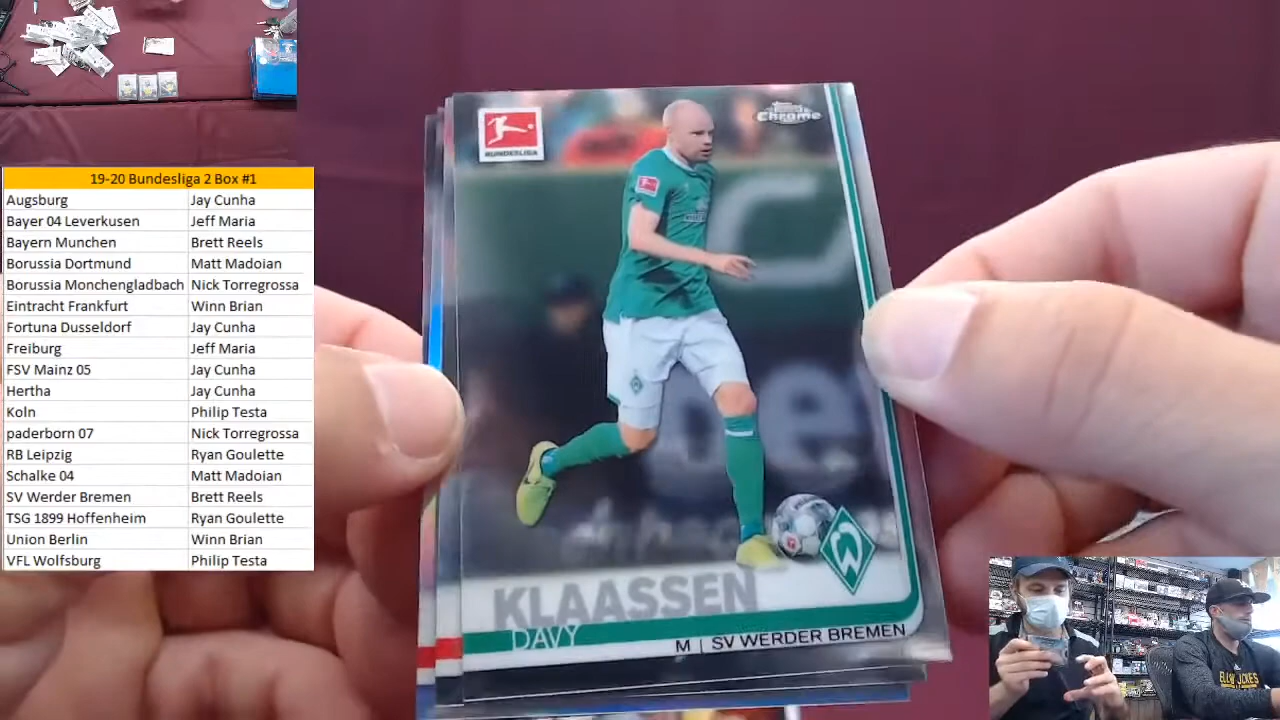 19-20 Bundesliga 2 Box #1
Augsburg Jay Cunha
Bayer 04 Leverkusen Jeff Maria
Bayern Munchen Brett Reels
Borussia Dortmund Matt Madoian
Borussia Monchengladbach Nick Torregrossa
Eintracht Frankfurt Winn Brian
Fortuna Dusseldorf Jay Cunha
Freiburg Jeff Maria
FSV Mainz 05 Jay Cunha
Hertha Jay Cunha
Koln Philip Testa
paderborn 07 Nick Torregrossa
RB Leipzig Ryan Goulette
Schalke 04 Matt Madoian
SV Werder Bremen Brett Reels
TSG 1899 Hoffenheim Ryan Goulette
Union Berlin Winn Brian
VFL Wolfsburg Philip Testa
BUNDESLIGA
Topps
Chrome
KLAASSEN
DAVY
M | SV WERDER BREMEN